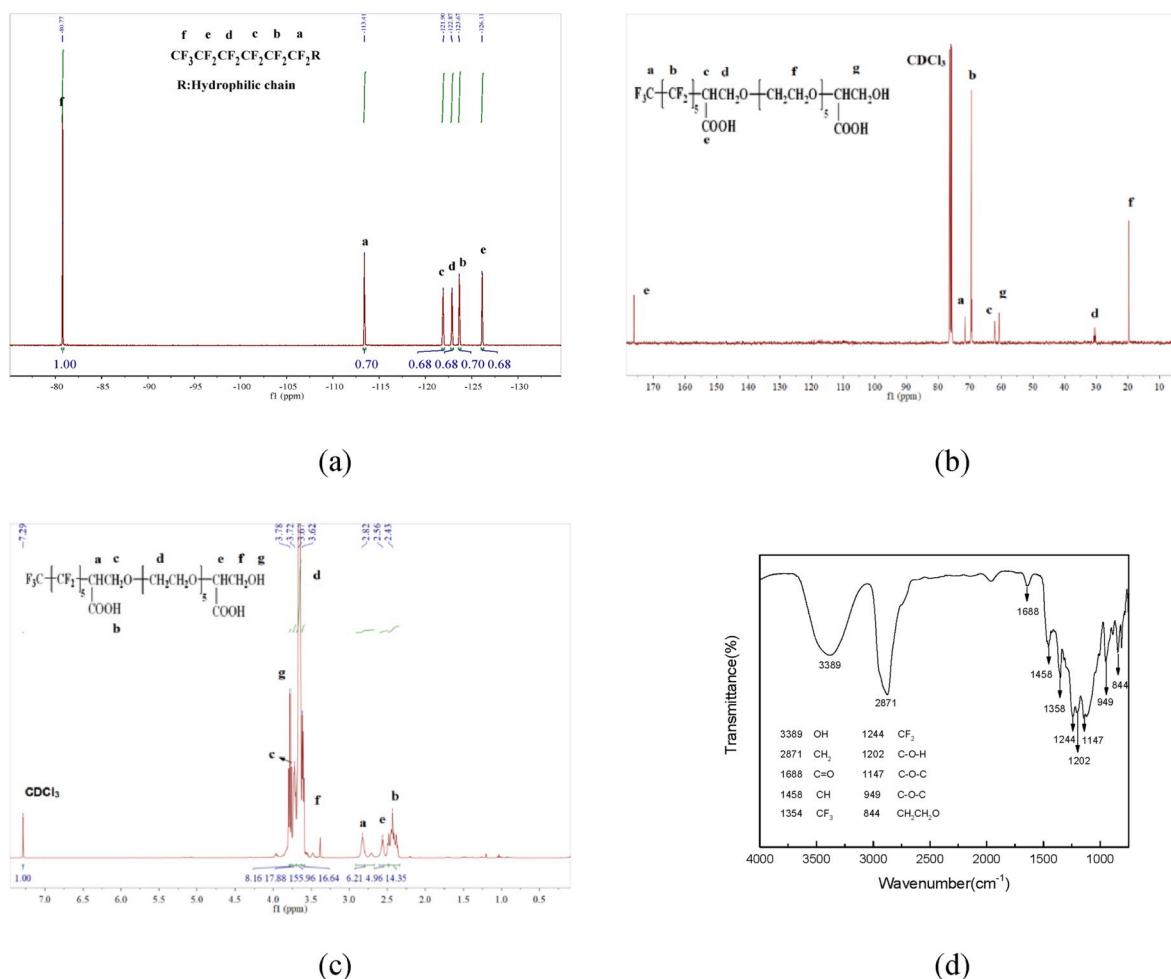 -80.77
-113.41
-121.90
-122.87
-123.67
-126.11
f e d c b a
CF3CF2CF2CF2CF2CF2R
R:Hydrophilic chain
f
a
c
d
b
e
1.00
0.70
0.68
0.68
0.70
0.68
-80 -85 -90 -95 -100 -105 -110 -115 -120 -125 -130
f1 (ppm)
(a)
a b c d f g
F3C CF2 CHCH2O CH2CH2O CHCH2OH
5 5
COOH COOH
e
CDCl3
b
f
e
a
c
g
d
170 160 150 140 130 120 110 100 90 80 70 60 50 40 30 20 10
f1 (ppm)
(b)
7.29
3.78
3.72
3.67
3.62
2.82
2.56
2.43
a c d e f g
F3C CF2 CHCH2O CH2CH2O CHCH2OH
5 5
COOH COOH
b
d
g
c
f
CDCl3
a
e
b
1.00
8.16 17.88 155.96 16.64
6.21 4.96 14.35
7.0 6.5 6.0 5.5 5.0 4.5 4.0 3.5 3.0 2.5 2.0 1.5 1.0 0.5
f1 (ppm)
(c)
Transmittance(%)
3389
2871
1688
1458
1358
1244
1202
1147
949
844
3389 OH 1244 CF2
2871 CH2 1202 C-O-H
1688 C=O 1147 C-O-C
1458 CH 949 C-O-C
1354 CF3 844 CH2CH2O
4000 3000 2000 1000
Wavenumber(cm-1)
(d)